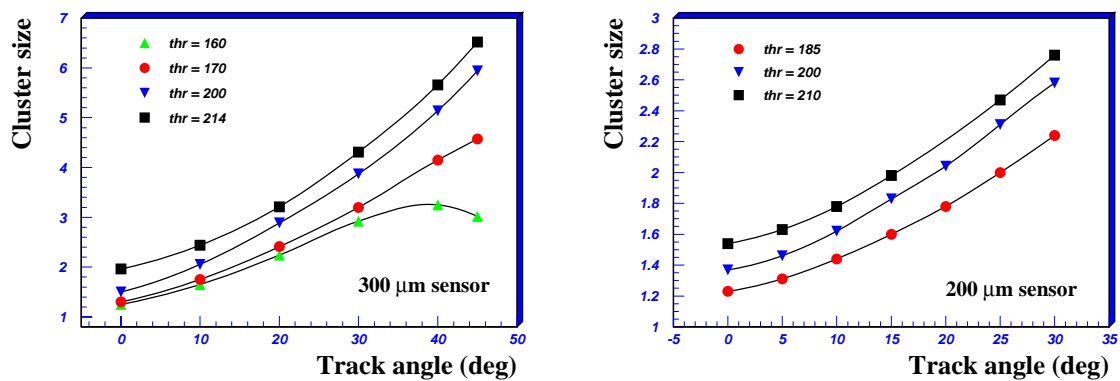 Cluster size
7
6
5
4
3
2
1
thr = 160
thr = 170
thr = 200
thr = 214
300 μm sensor
0 10 20 30 40 50
Track angle (deg)
Cluster size
3
2.8
2.6
2.4
2.2
2
1.8
1.6
1.4
1.2
1
thr = 185
thr = 200
thr = 210
200 μm sensor
-5 0 5 10 15 20 25 30 35
Track angle (deg)